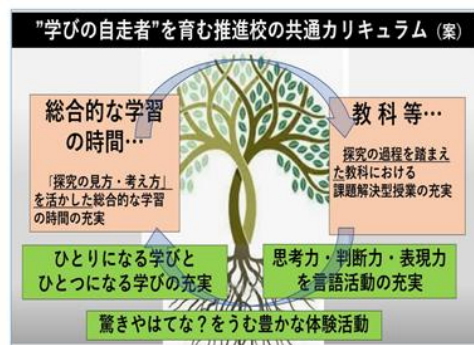 "学びの自走者"を育む推進校の共通カリキュラム（案）
総合的な学習
の時間…
「探究の見方・考え方」
を活かした総合的な学習
の時間の充実
教科等…
探究の過程を踏まえ
た教科における
課題解決型授業の充実
ひとりになる学びと
ひとつになる学びの充実
思考力・判断力・表現力
を言語活動の充実
驚きやはてな？をうむ豊かな体験活動